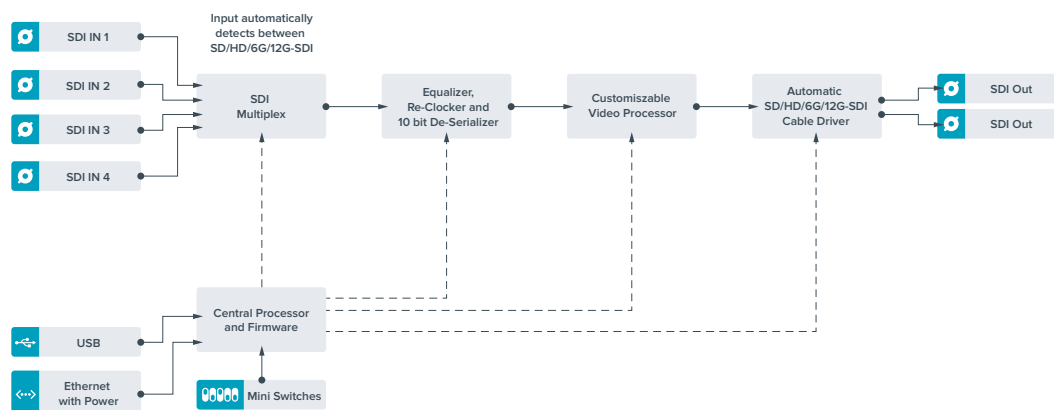 Input automatically
detects between
SD/HD/6G/12G-SDI
SDI IN 1
SDI IN 2
SDI IN 3
SDI IN 4
SDI
Multiplex
Equalizer,
Re-Clocker and
10 bit De-Serializer
Customiszable
Video Processor
Automatic
SD/HD/6G/12G-SDI
Cable Driver
SDI Out
SDI Out
Central Processor
and Firmware
USB
Ethernet
with Power
Mini Switches